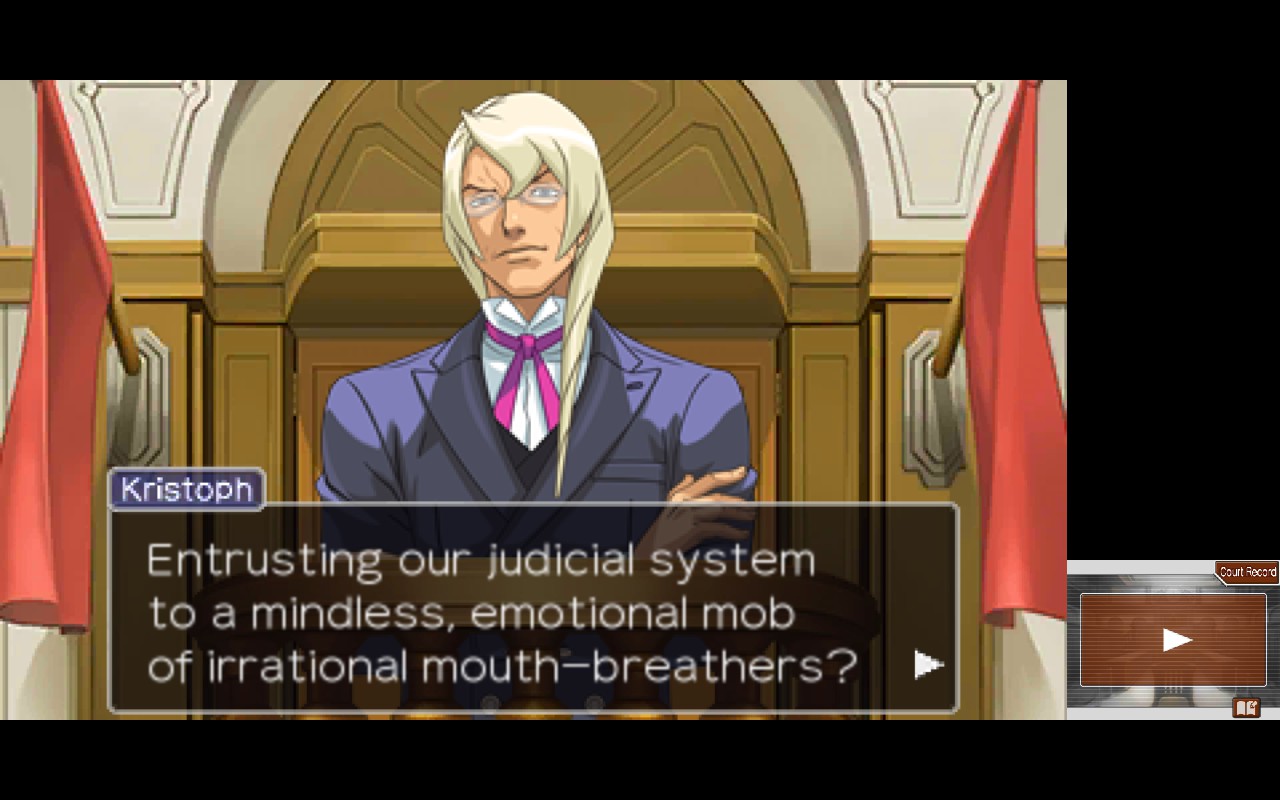 Kristoph
Entrusting our judicial system
to a mindless, emotional mob
of irrational mouth-breathers?
Court Record